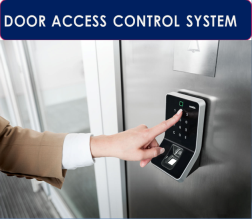 DOOR ACCESS CONTROL SYSTEM